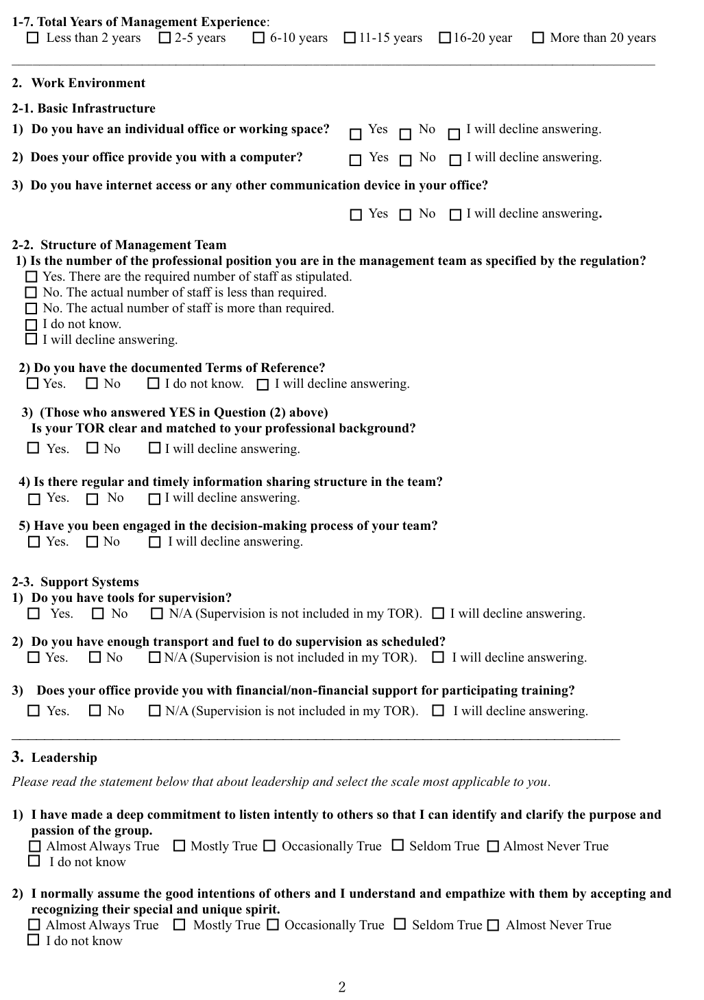 1-7. Total Years of Management Experience:
☐ Less than 2 years ☐ 2-5 years ☐ 6-10 years ☐ 11-15 years ☐ 16-20 year ☐ More than 20 years
2. Work Environment
2-1. Basic Infrastructure
1) Do you have an individual office or working space? ☐ Yes ☐ No ☐ I will decline answering.
2) Does your office provide you with a computer? ☐ Yes ☐ No ☐ I will decline answering.
3) Do you have internet access or any other communication device in your office?
☐ Yes ☐ No ☐ I will decline answering.
2-2. Structure of Management Team
1) Is the number of the professional position you are in the management team as specified by the regulation?
☐ Yes. There are the required number of staff as stipulated.
☐ No. The actual number of staff is less than required.
☐ No. The actual number of staff is more than required.
☐ I do not know.
☐ I will decline answering.
2) Do you have the documented Terms of Reference?
☐ Yes. ☐ No ☐ I do not know. ☐ I will decline answering.
3) (Those who answered YES in Question (2) above)
Is your TOR clear and matched to your professional background?
☐ Yes. ☐ No ☐ I will decline answering.
4) Is there regular and timely information sharing structure in the team?
☐ Yes. ☐ No ☐ I will decline answering.
5) Have you been engaged in the decision-making process of your team?
☐ Yes. ☐ No ☐ I will decline answering.
2-3. Support Systems
1) Do you have tools for supervision?
☐ Yes. ☐ No ☐ N/A (Supervision is not included in my TOR). ☐ I will decline answering.
2) Do you have enough transport and fuel to do supervision as scheduled?
☐ Yes. ☐ No ☐ N/A (Supervision is not included in my TOR). ☐ I will decline answering.
3) Does your office provide you with financial/non-financial support for participating training?
☐ Yes. ☐ No ☐ N/A (Supervision is not included in my TOR). ☐ I will decline answering.
3. Leadership
Please read the statement below that about leadership and select the scale most applicable to you.
1) I have made a deep commitment to listen intently to others so that I can identify and clarify the purpose and
passion of the group.
☐ Almost Always True ☐ Mostly True ☐ Occasionally True ☐ Seldom True ☐ Almost Never True
☐ I do not know
2) I normally assume the good intentions of others and I understand and empathize with them by accepting and
recognizing their special and unique spirit.
☐ Almost Always True ☐ Mostly True ☐ Occasionally True ☐ Seldom True ☐ Almost Never True
☐ I do not know
2